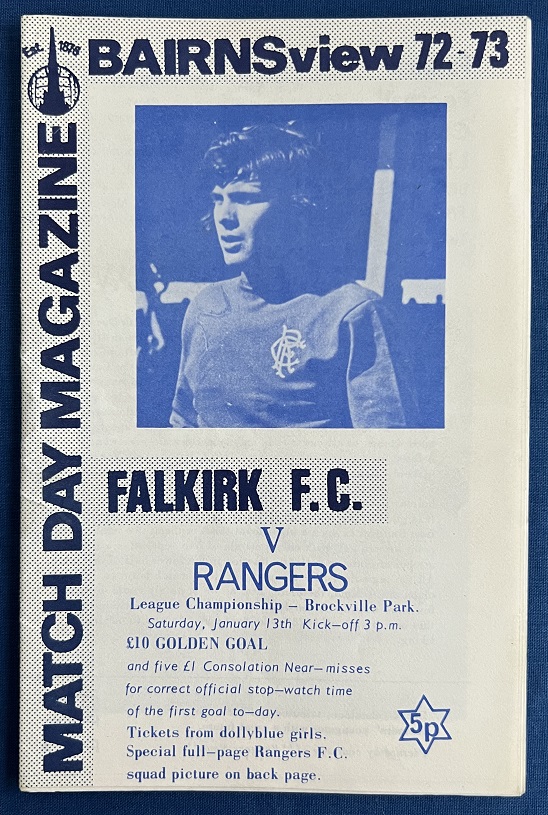 Est. 1876
BAIRNSview 72-73
MATCH DAY MAGAZINE
FALKIRK F.C.
V
RANGERS
League Championship – Brockville Park.
Saturday, January 13th Kick–off 3 p.m.
£10 GOLDEN GOAL
and five £1 Consolation Near–misses
for correct official stop–watch time
of the first goal to–day.
Tickets from dollyblue girls.
Special full–page Rangers F.C.
squad picture on back page.
5p